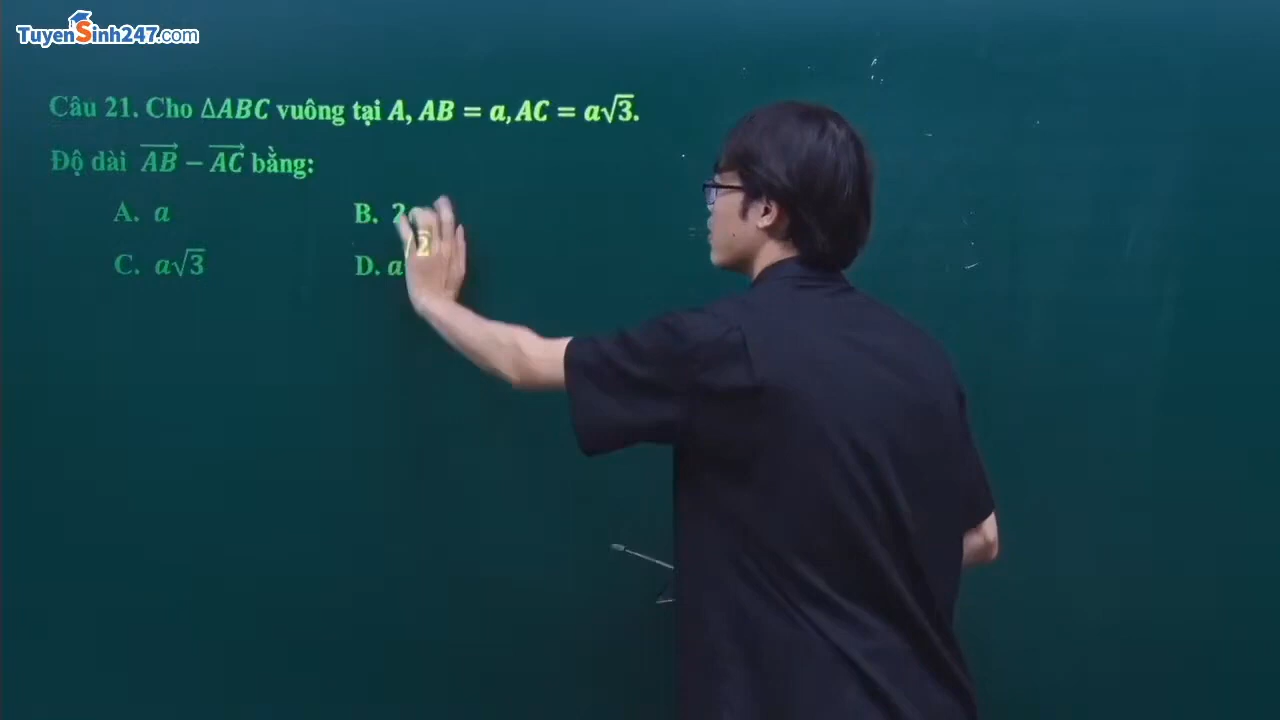 TuyenSinh247.com
Câu 21. Cho ΔABC vuông tại A, AB = a, AC = a√3.
Độ dài \overrightarrow{AB} − \overrightarrow{AC} bằng:
A. a B. 2a
C. a√3 D. a√2